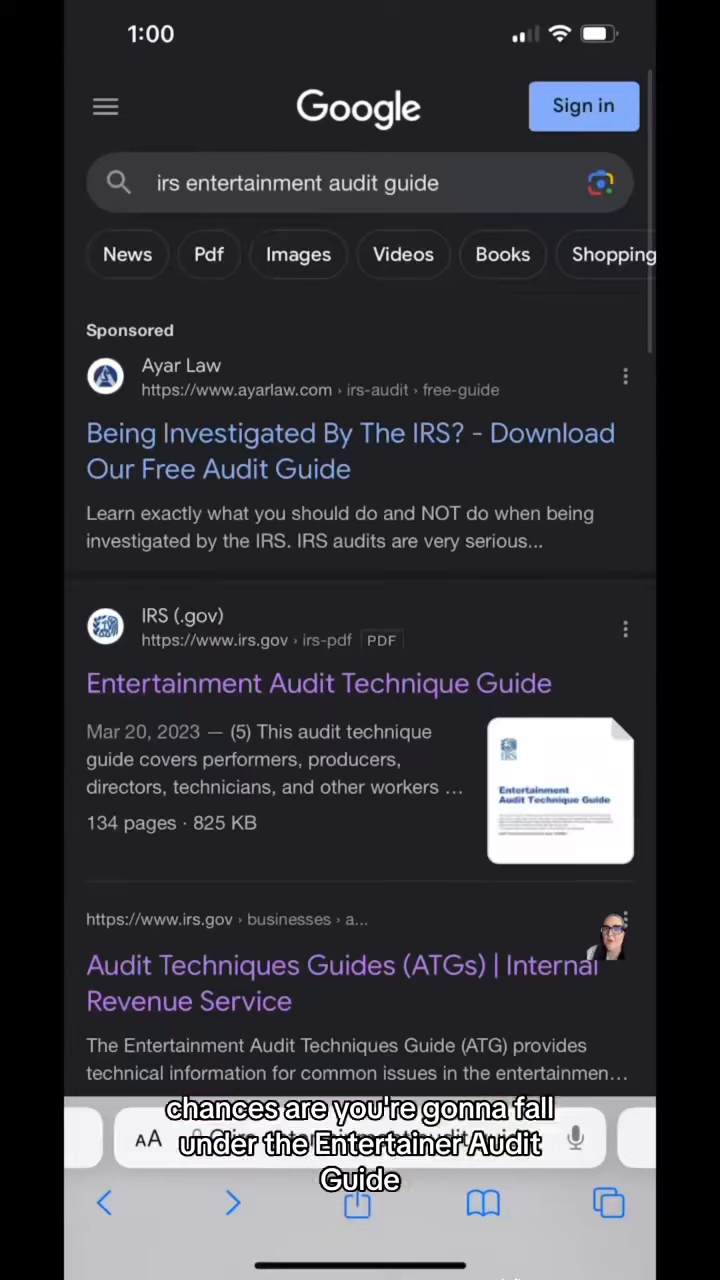 1:00
Google
Sign in
irs entertainment audit guide
News Pdf Images Videos Books Shopping
Sponsored
Ayar Law
https://www.ayarlaw.com › irs-audit › free-guide
Being Investigated By The IRS? - Download
Our Free Audit Guide
Learn exactly what you should do and NOT do when being
investigated by the IRS. IRS audits are very serious...
IRS (.gov)
https://www.irs.gov › irs-pdf PDF
Entertainment Audit Technique Guide
Mar 20, 2023 — (5) This audit technique
guide covers performers, producers,
directors, technicians, and other workers ...
134 pages · 825 KB
IRS
Entertainment
Audit Technique Guide
https://www.irs.gov › businesses › a...
Audit Techniques Guides (ATGs) | Internal
Revenue Service
The Entertainment Audit Techniques Guide (ATG) provides
technical information for common issues in the entertainmen...
chances are you're gonna fall
under the Entertainer Audit
Guide
AA